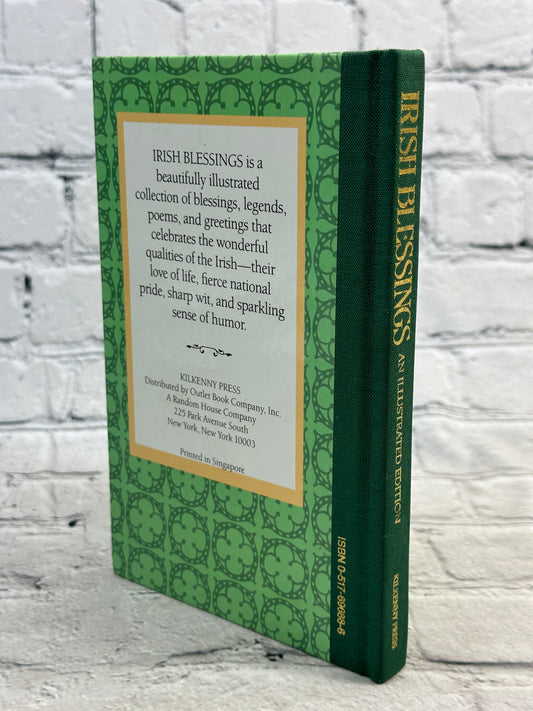 IRISH BLESSINGS is a
beautifully illustrated
collection of blessings, legends,
poems, and greetings that
celebrates the wonderful
qualities of the Irish—their
love of life, fierce national
pride, sharp wit, and sparkling
sense of humor.
KILKENNY PRESS
Distributed by Outlet Book Company, Inc.
A Random House Company
225 Park Avenue South
New York, New York 10003
Printed in Singapore
ISBN 0-517-69688-6
IRISH BLESSINGS AN ILLUSTRATED EDITION KILKENNY PRESS